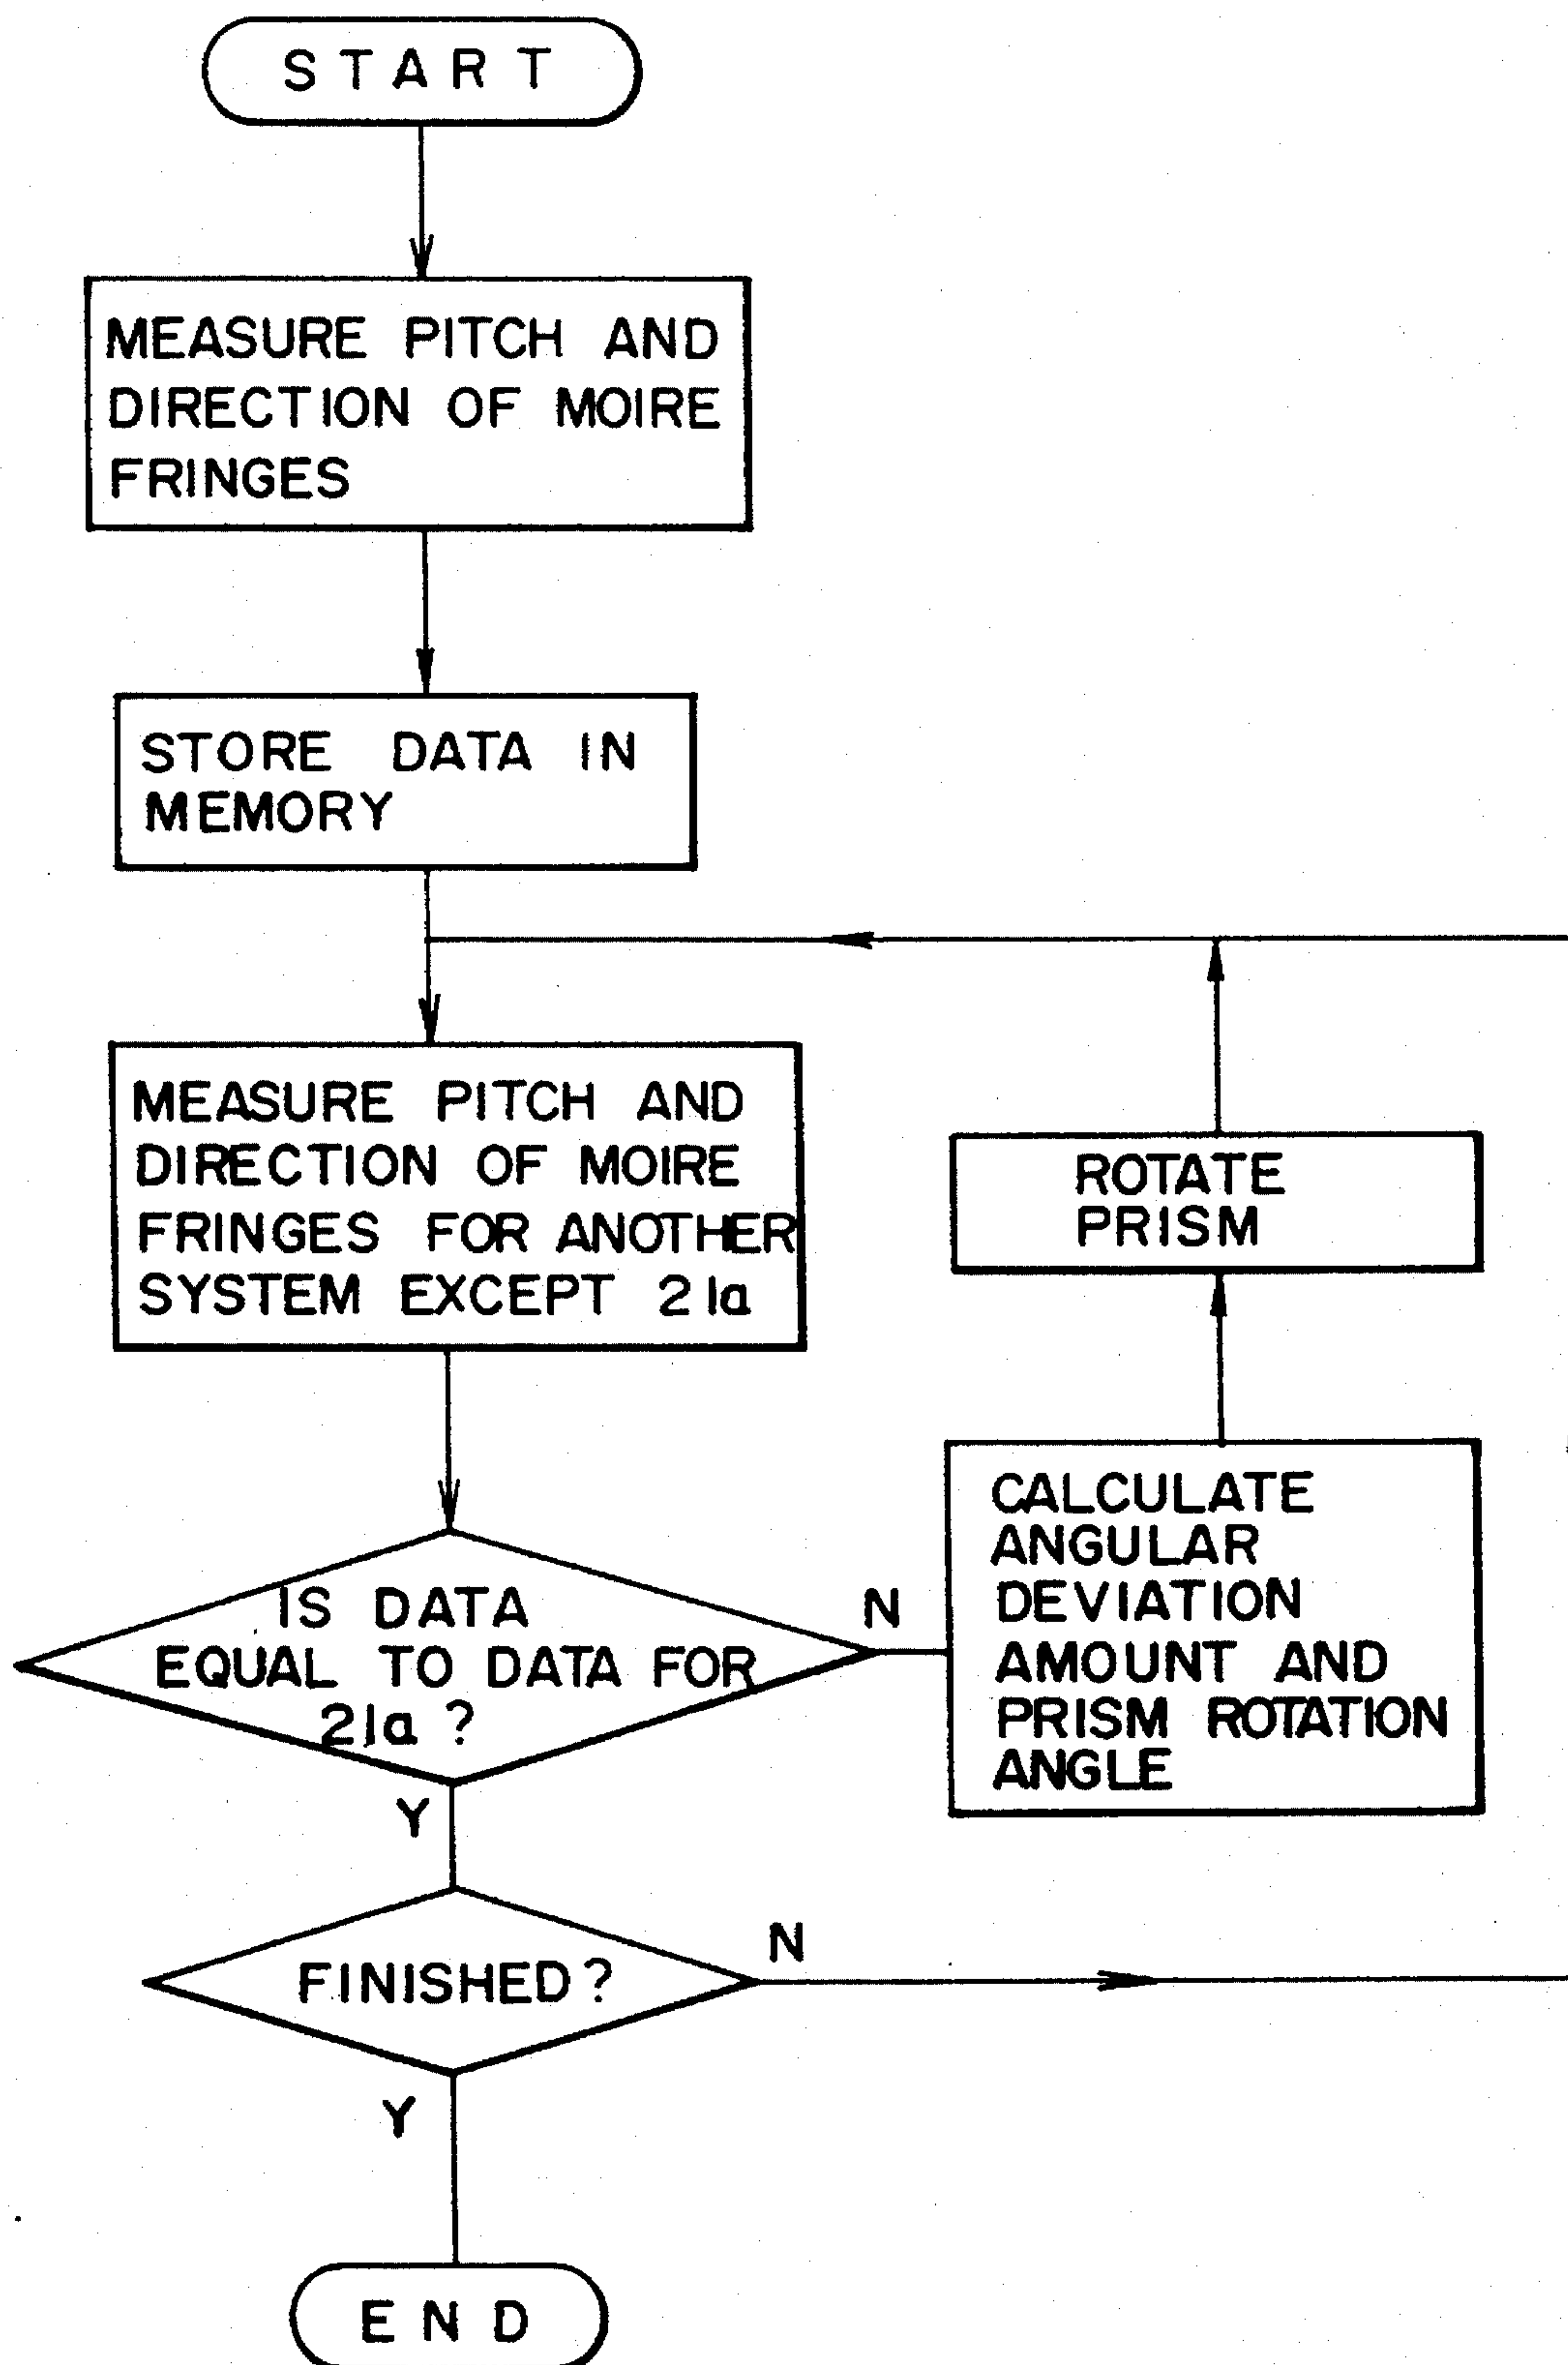 START
MEASURE PITCH AND
DIRECTION OF MOIRE
FRINGES
STORE DATA IN
MEMORY
MEASURE PITCH AND
DIRECTION OF MOIRE
FRINGES FOR ANOTHER
SYSTEM EXCEPT 21a
ROTATE
PRISM
IS DATA
EQUAL TO DATA FOR
21a ?
N
CALCULATE
ANGULAR
DEVIATION
AMOUNT AND
PRISM ROTATION
ANGLE
Y
FINISHED ?
N
Y
END